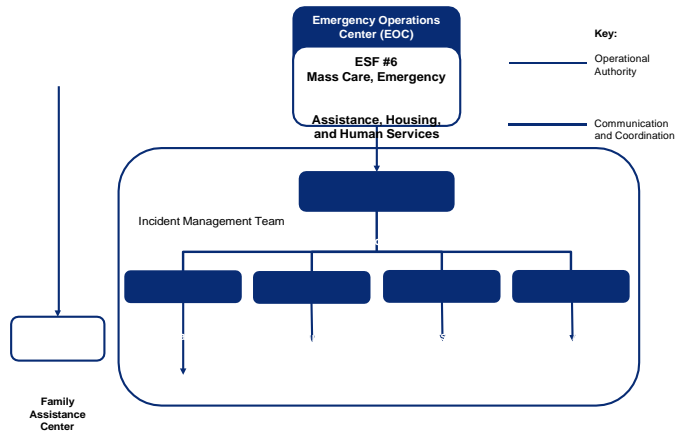 Emergency Operations
Center (EOC)
ESF #6
Mass Care, Emergency
Assistance, Housing,
and Human Services
Key:
Operational
Authority
Communication
and Coordination
Incident Management Team
Family
Assistance
Center